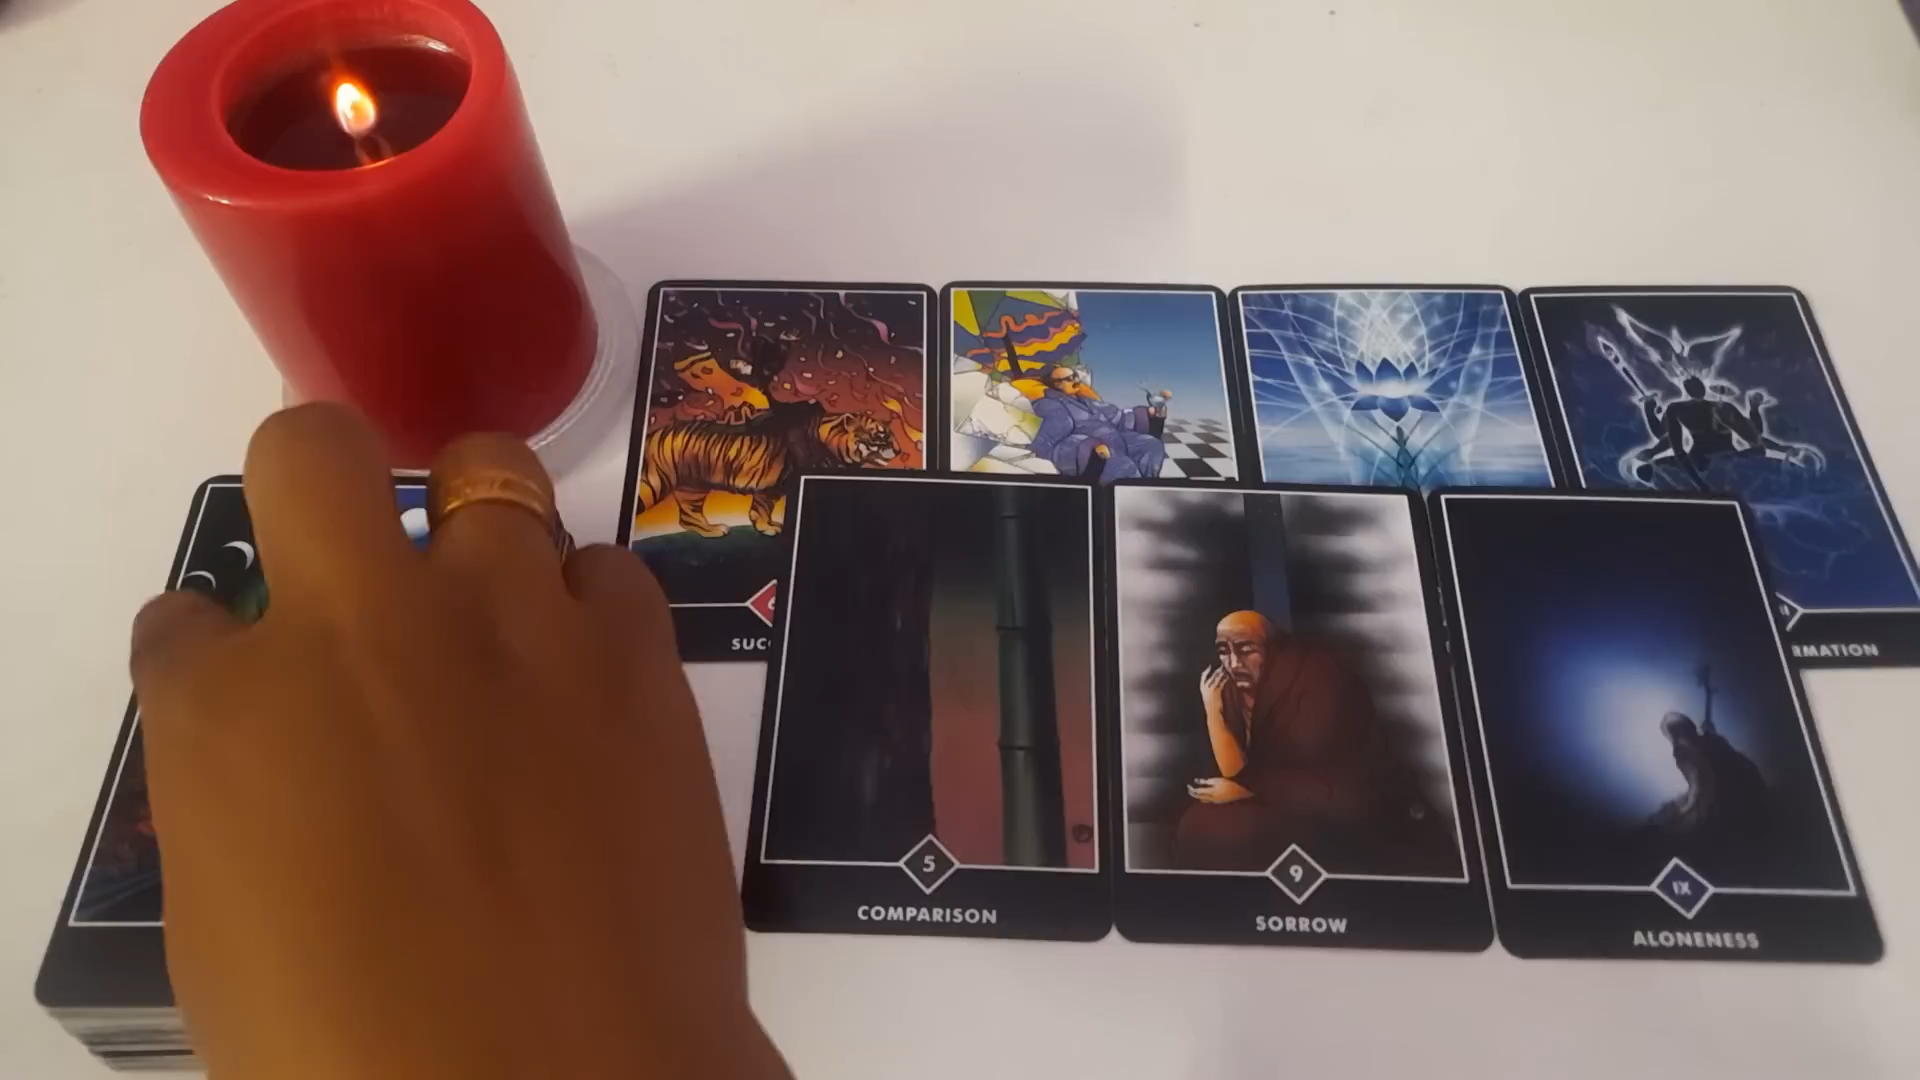 SUC
RMATION
5
9
IX
COMPARISON
SORROW
ALONENESS